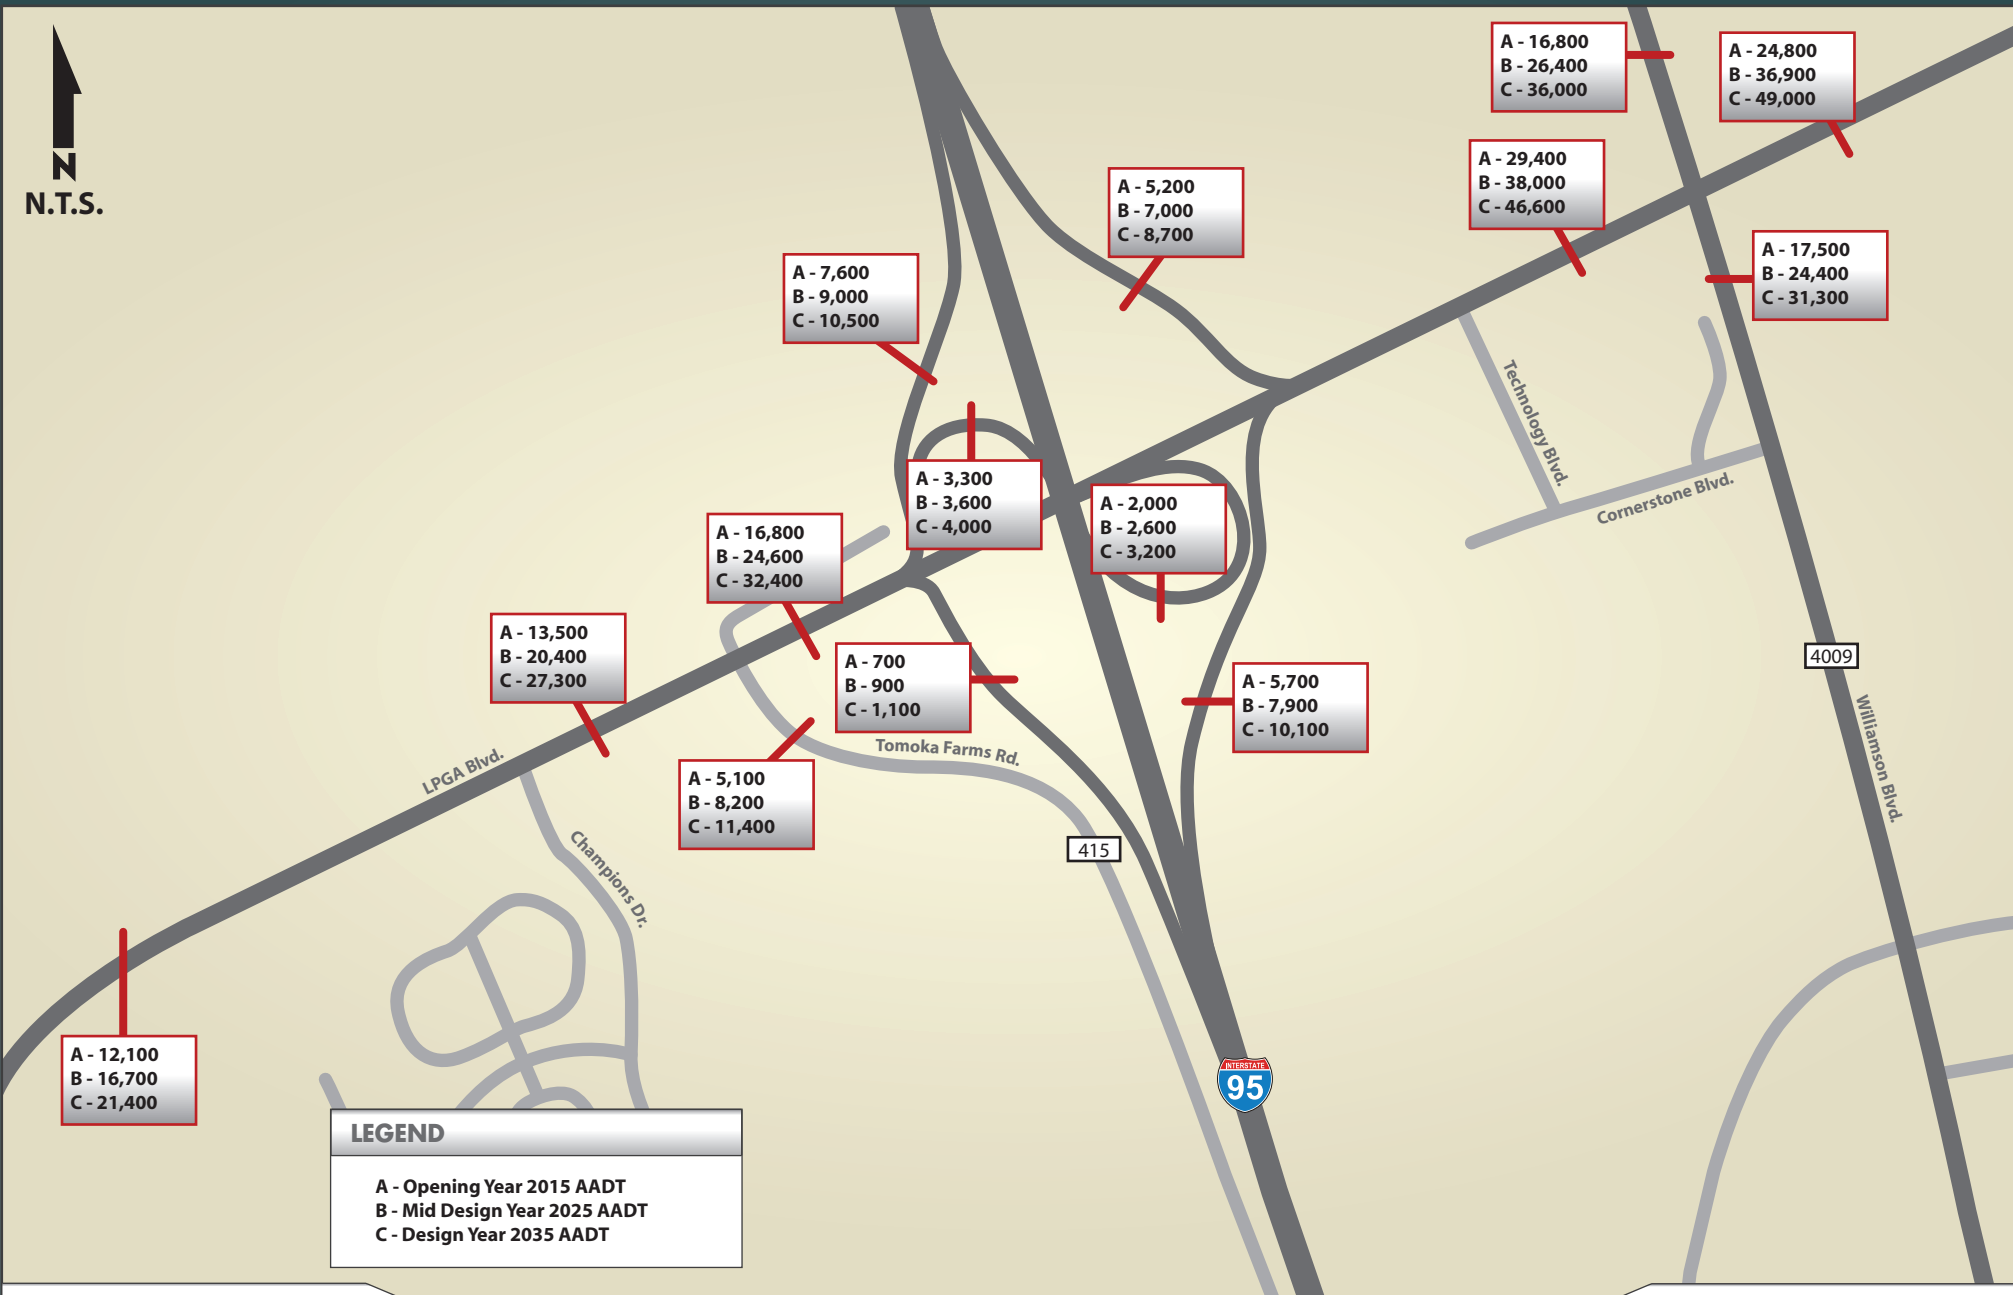 N
N.T.S.
A - 16,800
B - 26,400
C - 36,000
A - 24,800
B - 36,900
C - 49,000
A - 29,400
B - 38,000
C - 46,600
A - 5,200
B - 7,000
C - 8,700
A - 17,500
B - 24,400
C - 31,300
A - 7,600
B - 9,000
C - 10,500
Technology Blvd.
Cornerstone Blvd.
A - 3,300
B - 3,600
C - 4,000
A - 2,000
B - 2,600
C - 3,200
A - 16,800
B - 24,600
C - 32,400
A - 13,500
B - 20,400
C - 27,300
A - 700
B - 900
C - 1,100
4009
A - 5,700
B - 7,900
C - 10,100
Williamson Blvd.
Tomoka Farms Rd.
LPGA Blvd.
A - 5,100
B - 8,200
C - 11,400
415
Champions Dr.
A - 12,100
B - 16,700
C - 21,400
INTERSTATE
95
LEGEND
A - Opening Year 2015 AADT
B - Mid Design Year 2025 AADT
C - Design Year 2035 AADT